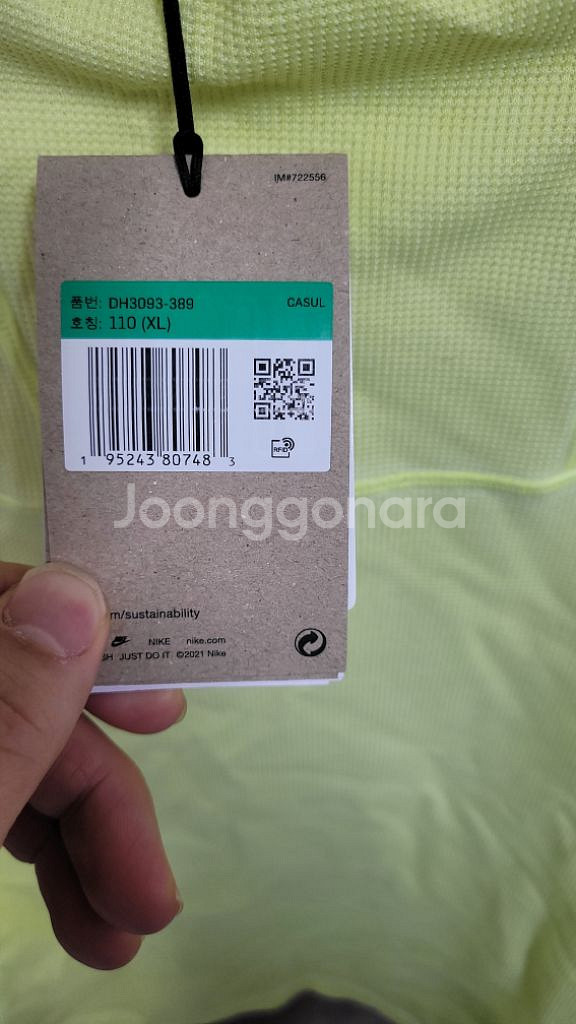 IM#722556
품번: DH3093-389 CASUL
호칭: 110 (XL)
RFID
1 95243 80748 3
Joonggonara
m/sustainability
NIKE nike.com
SH JUST DO IT ©2021 Nike